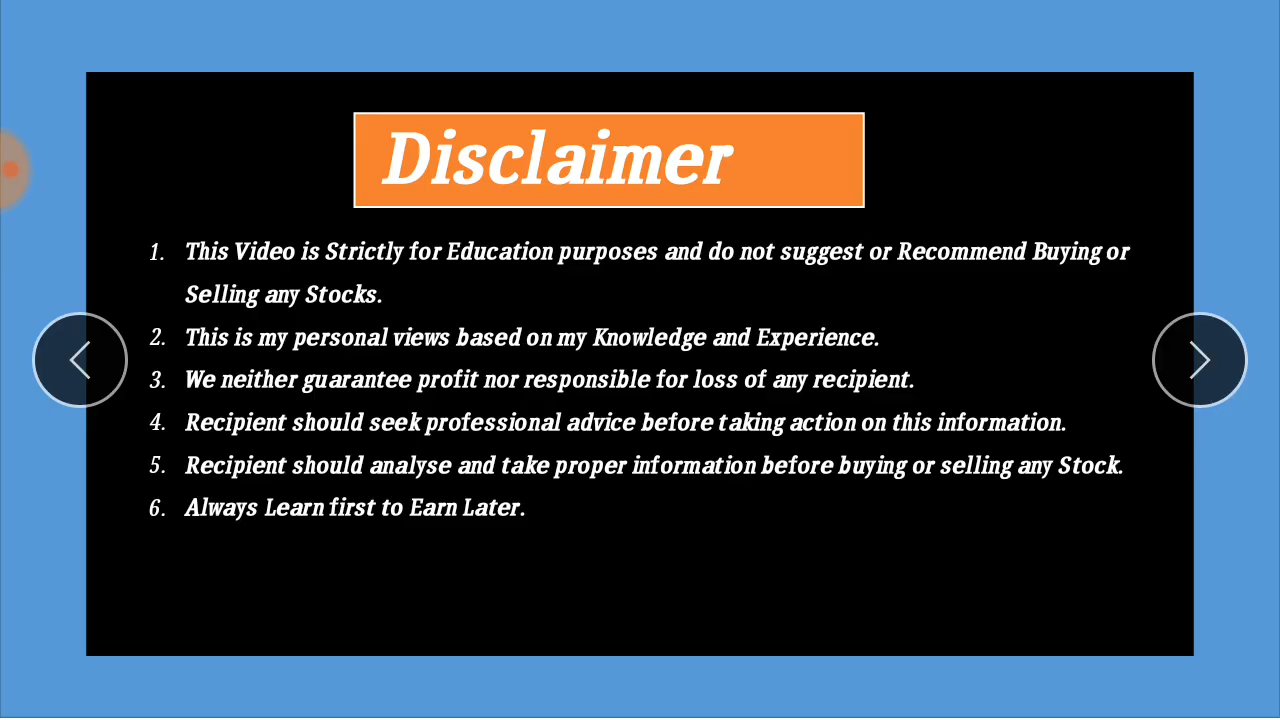 Disclaimer
1. This Video is Strictly for Education purposes and do not suggest or Recommend Buying or
Selling any Stocks.
2. This is my personal views based on my Knowledge and Experience.
3. We neither guarantee profit nor responsible for loss of any recipient.
4. Recipient should seek professional advice before taking action on this information.
5. Recipient should analyse and take proper information before buying or selling any Stock.
6. Always Learn first to Earn Later.